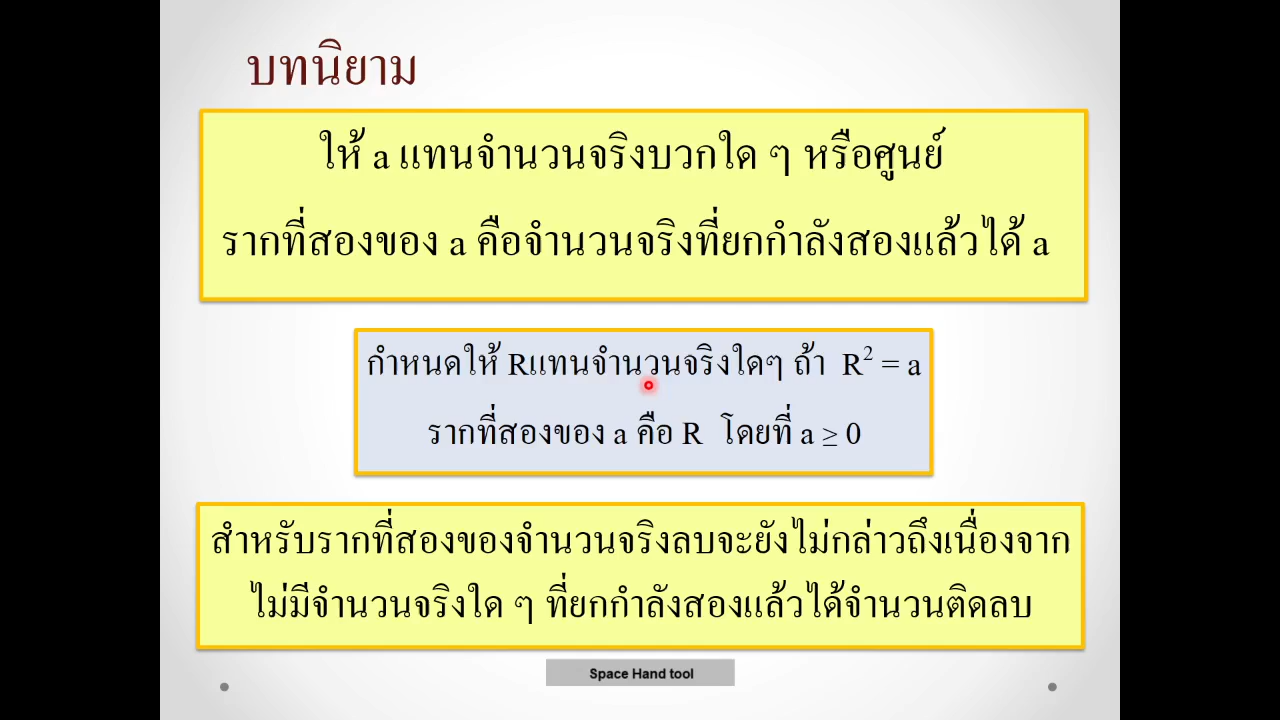 บทนิยาม
ให้ a แทนจำนวนจริงบวกใด ๆ หรือศูนย์
รากที่สองของ a คือจำนวนจริงที่ยกกำลังสองแล้วได้ a
กำหนดให้ Rแทนจำนวนจริงใดๆ ถ้า R² = a
รากที่สองของ a คือ R โดยที่ a ≥ 0
สำหรับรากที่สองของจำนวนจริงลบจะยังไม่กล่าวถึงเนื่องจาก
ไม่มีจำนวนจริงใด ๆ ที่ยกกำลังสองแล้วได้จำนวนติดลบ
Space Hand tool